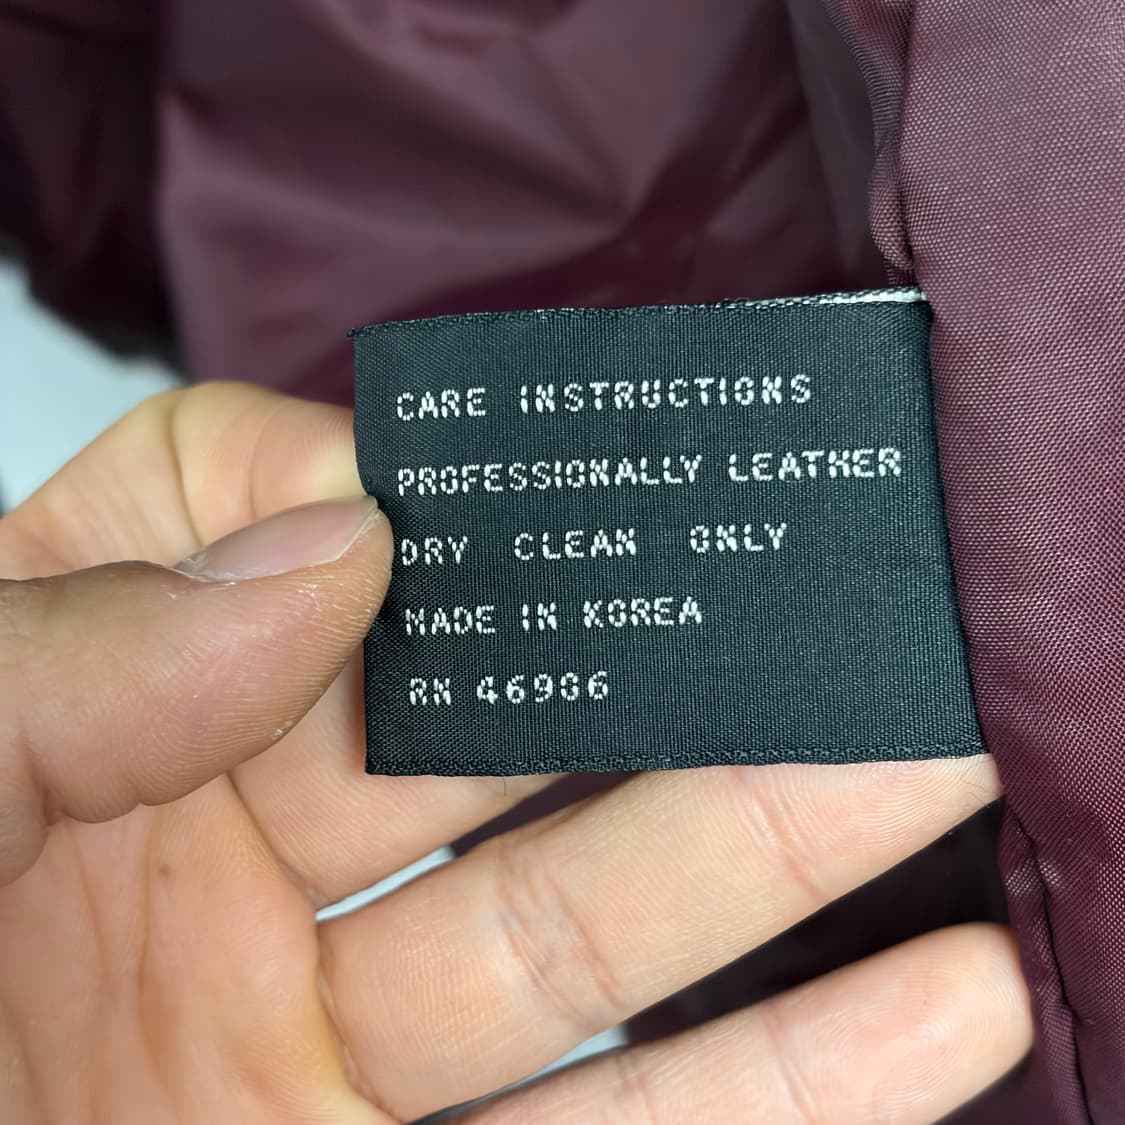 CARE INSTRUCTIONS
PROFESSIONALLY LEATHER
DRY CLEAN ONLY
MADE IN KOREA
RN 46986